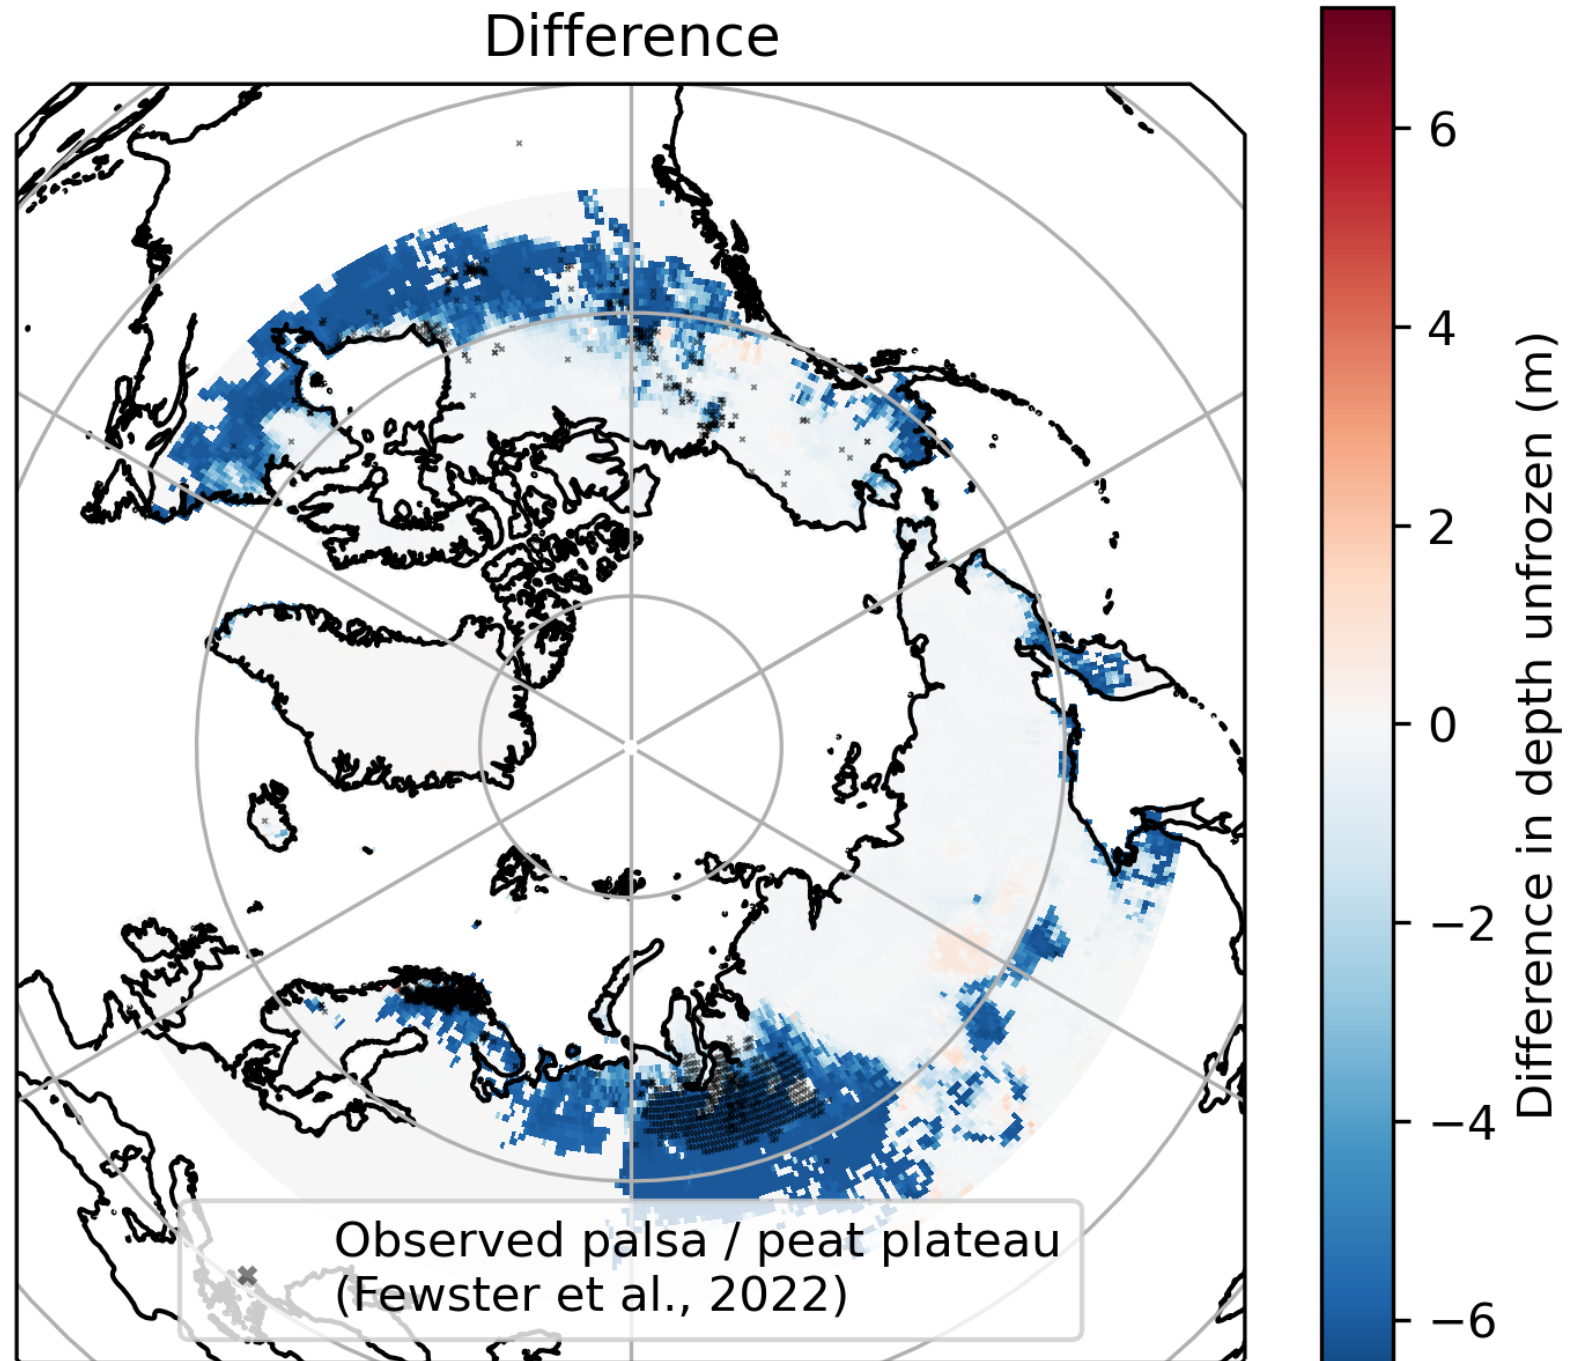 Difference
6
4
2
0
−2
−4
−6
Difference in depth unfrozen (m)
Observed palsa / peat plateau
(Fewster et al., 2022)